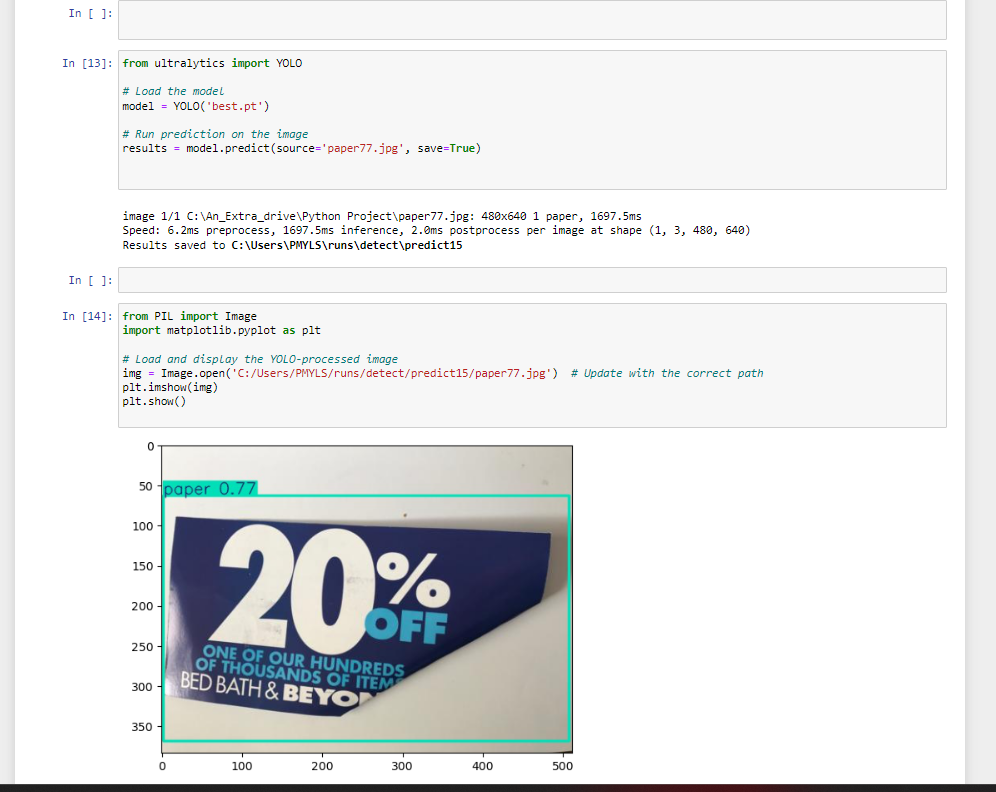 In [ ]:
In [13]: from ultralytics import YOLO
# Load the model
model = YOLO('best.pt')
# Run prediction on the image
results = model.predict(source='paper77.jpg', save=True)
image 1/1 C:\An_Extra_drive\Python Project\paper77.jpg: 480x640 1 paper, 1697.5ms
Speed: 6.2ms preprocess, 1697.5ms inference, 2.0ms postprocess per image at shape (1, 3, 480, 640)
Results saved to C:\Users\PMYLS\runs\detect\predict15
In [ ]:
In [14]: from PIL import Image
import matplotlib.pyplot as plt
# Load and display the YOLO-processed image
img = Image.open('C:/Users/PMYLS/runs/detect/predict15/paper77.jpg')  # Update with the correct path
plt.imshow(img)
plt.show()
0
50
100
150
200
250
300
350
paper 0.77
20%
OFF
ONE OF OUR HUNDREDS
OF THOUSANDS OF ITEMS
BED BATH & BEYON
0 100 200 300 400 500